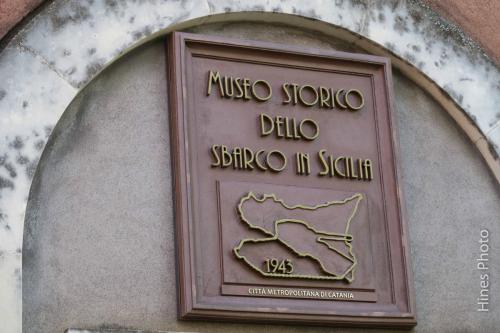 MUSEO STORICO
DELLO
SBARCO IN SICILIA
1943
CITTÀ METROPOLITANA DI CATANIA
Hines Photo